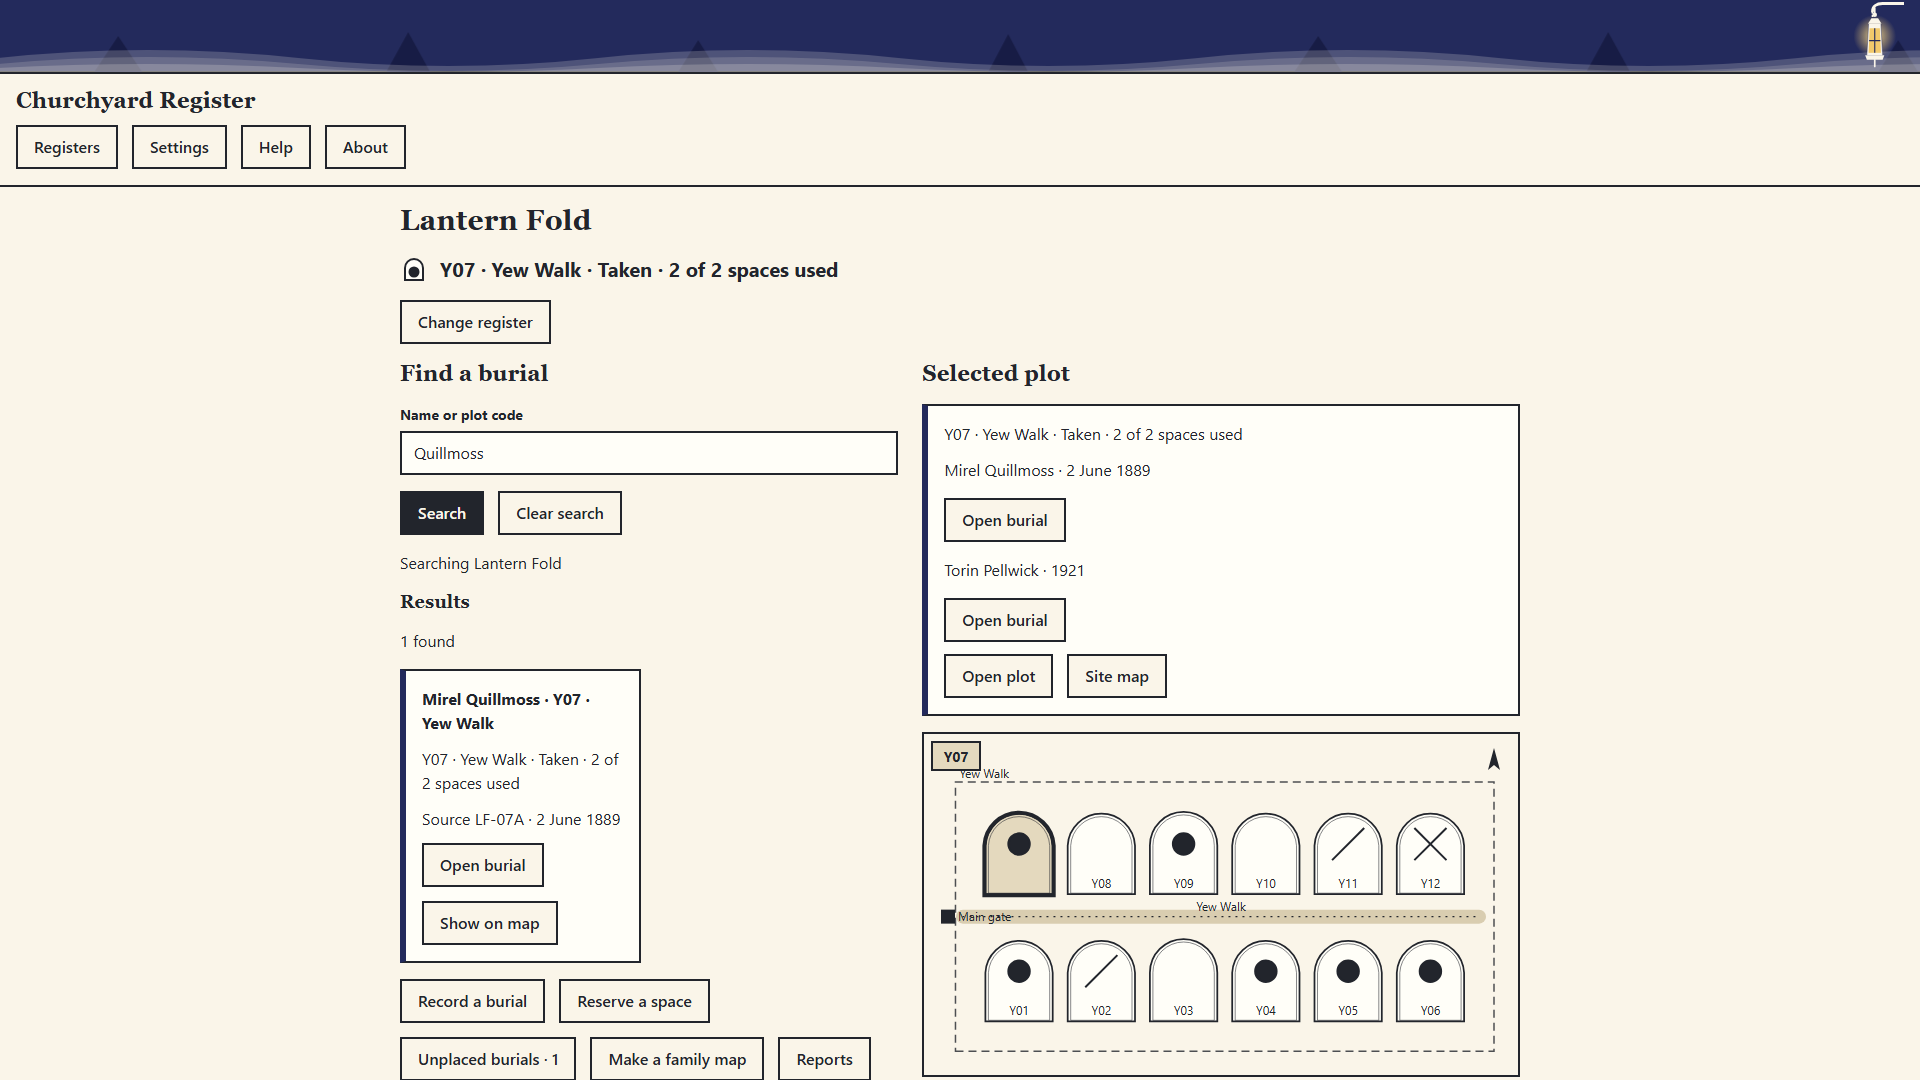 Churchyard Register
Registers
Settings
Help
About
Lantern Fold
Y07 · Yew Walk · Taken · 2 of 2 spaces used
Change register
Find a burial
Name or plot code
Quillmoss
Search
Clear search
Searching Lantern Fold
Results
1 found
Mirel Quillmoss · Y07 ·
Yew Walk
Y07 · Yew Walk · Taken · 2 of
2 spaces used
Source LF-07A · 2 June 1889
Open burial
Show on map
Record a burial
Reserve a space
Unplaced burials · 1
Make a family map
Reports
Selected plot
Y07 · Yew Walk · Taken · 2 of 2 spaces used
Mirel Quillmoss · 2 June 1889
Open burial
Torin Pellwick · 1921
Open burial
Open plot
Site map
Y07
Yew Walk
Y08
Y09
Y10
Y11
Y12
Yew Walk
Main gate
Y01
Y02
Y03
Y04
Y05
Y06